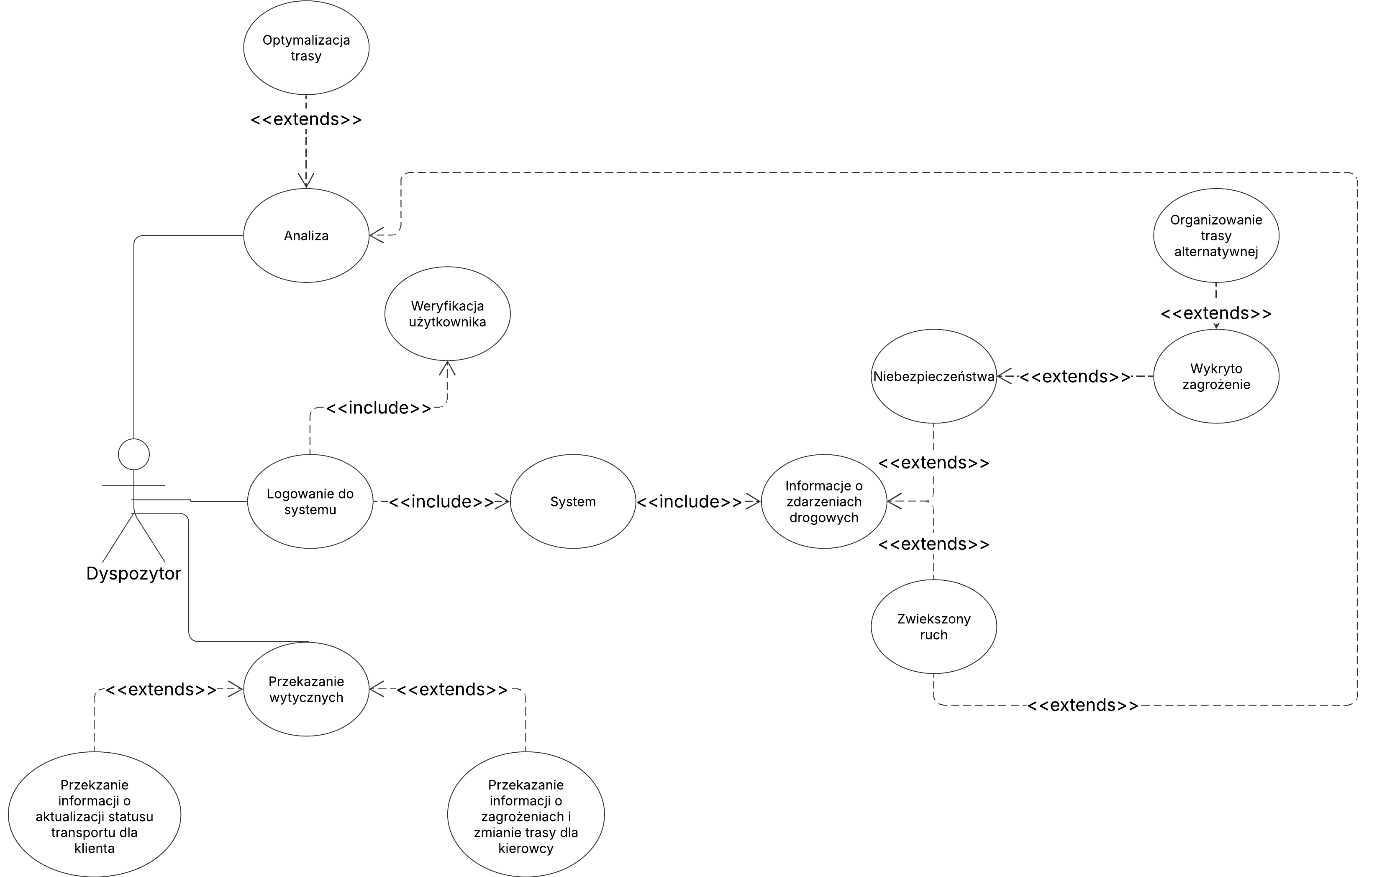 Optymalizacja
trasy
<<extends>>
Analiza
Organizowanie
trasy
alternatywnej
<<extends>>
Weryfikacja
użytkownika
Niebezpieczeństwa
<<extends>>
Wykryto
zagrożenie
<<include>>
<<extends>>
Logowanie do
systemu
<<include>>
System
<<include>>
Informacje o
zdarzeniach
drogowych
<<extends>>
Dyspozytor
Zwiekszony
ruch
<<extends>>
Przekazanie
wytycznych
<<extends>>
<<extends>>
Przekzanie
informacji o
aktualizacji statusu
transportu dla
klienta
Przekazanie
informacji o
zagrożeniach i
zmianie trasy dla
kierowcy